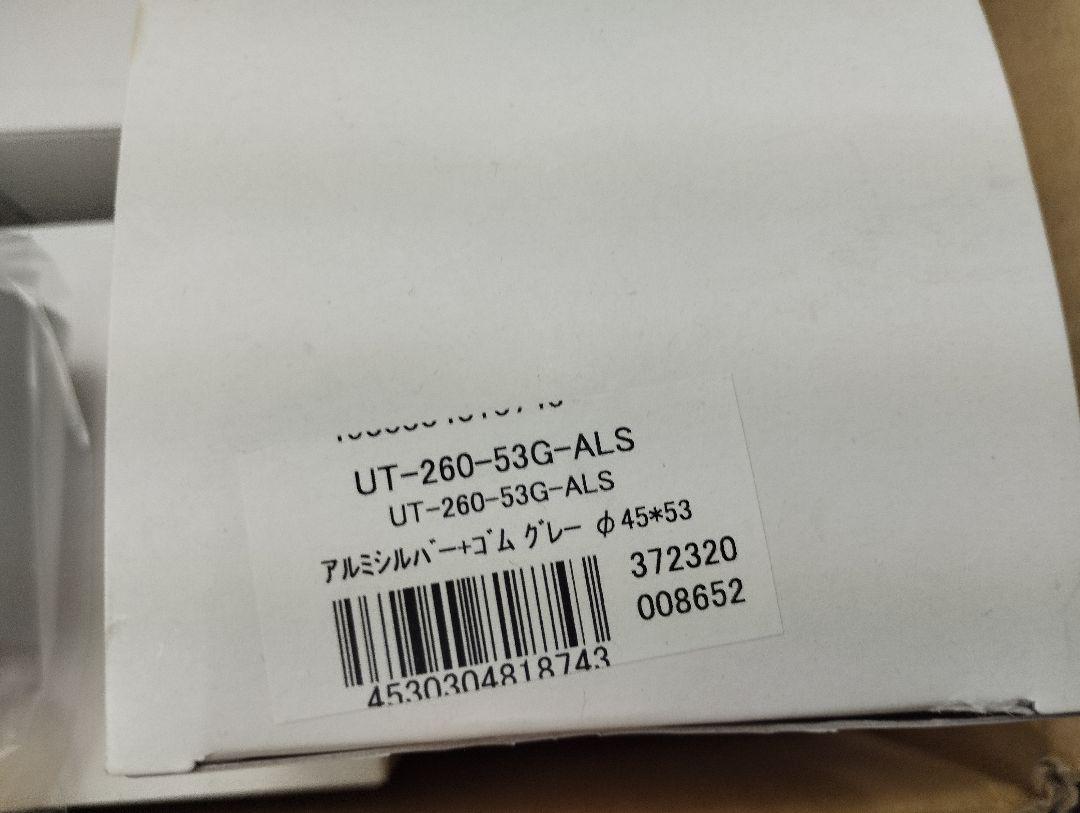 UT-260-53G-ALS
UT-260-53G-ALS
ｱﾙﾐｼﾙﾊﾞｰ+ｺﾞﾑ ｸﾞﾚｰ φ45*53
372320
008652
4530304818743